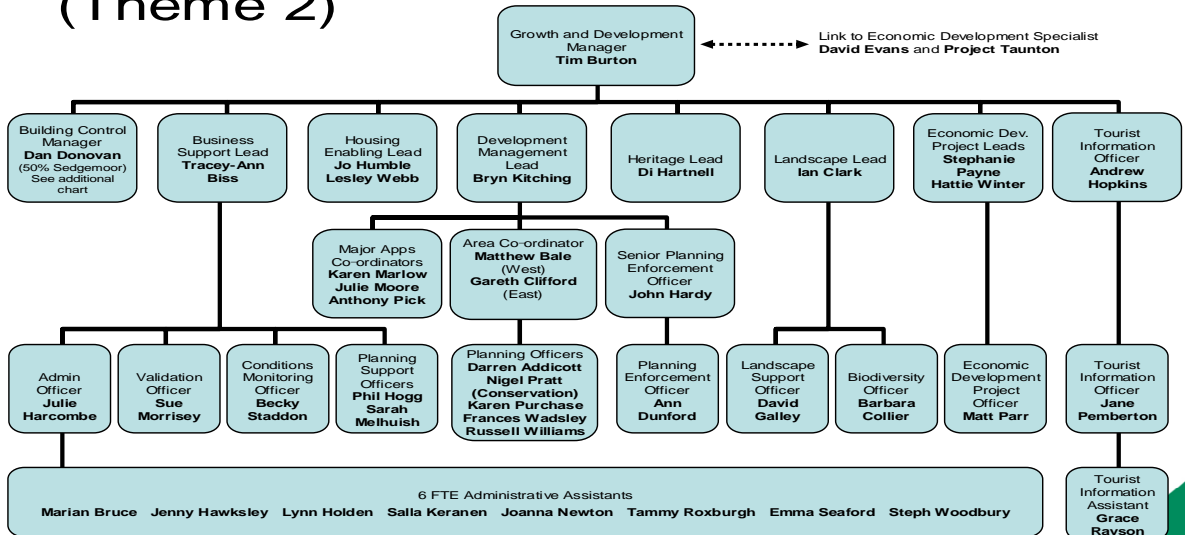 (Theme 2)
Growth and Development
Manager
Tim Burton
Link to Economic Development Specialist
David Evans and Project Taunton
Building Control
Manager
Dan Donovan
(50% Sedgemoor)
See additional
chart
Business
Support Lead
Tracey-Ann
Biss
Housing
Enabling Lead
Jo Humble
Lesley Webb
Development
Management
Lead
Bryn Kitching
Heritage Lead
Di Hartnell
Landscape Lead
Ian Clark
Economic Dev.
Project Leads
Stephanie
Payne
Hattie Winter
Tourist
Information
Officer
Andrew
Hopkins
Major Apps
Co-ordinators
Karen Marlow
Julie Moore
Anthony Pick
Area Co-ordinator
Matthew Bale
(West)
Gareth Clifford
(East)
Senior Planning
Enforcement
Officer
John Hardy
Admin
Officer
Julie
Harcombe
Validation
Officer
Sue
Morrisey
Conditions
Monitoring
Officer
Becky
Staddon
Planning
Support
Officers
Phil Hogg
Sarah
Melhuish
Planning Officers
Darren Addicott
Nigel Pratt
(Conservation)
Karen Purchase
Frances Wadsley
Russell Williams
Planning
Enforcement
Officer
Ann
Dunford
Landscape
Support
Officer
David
Galley
Biodiversity
Officer
Barbara
Collier
Economic
Development
Project
Officer
Matt Parr
Tourist
Information
Officer
Jane
Pemberton
6 FTE Administrative Assistants
Marian Bruce Jenny Hawksley Lynn Holden Salla Keranen Joanna Newton Tammy Roxburgh Emma Seaford Steph Woodbury
Tourist
Information
Assistant
Grace
Rayson